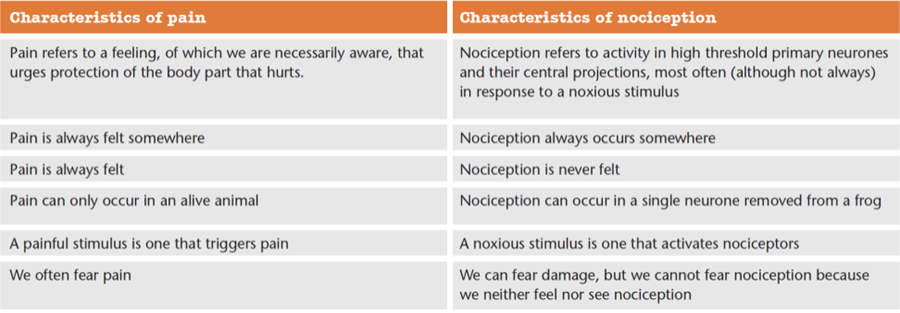 Characteristics of pain
Characteristics of nociception
Pain refers to a feeling, of which we are necessarily aware, that
urges protection of the body part that hurts.
Nociception refers to activity in high threshold primary neurones
and their central projections, most often (although not always)
in response to a noxious stimulus
Pain is always felt somewhere
Nociception always occurs somewhere
Pain is always felt
Nociception is never felt
Pain can only occur in an alive animal
Nociception can occur in a single neurone removed from a frog
A painful stimulus is one that triggers pain
A noxious stimulus is one that activates nociceptors
We often fear pain
We can fear damage, but we cannot fear nociception because
we neither feel nor see nociception